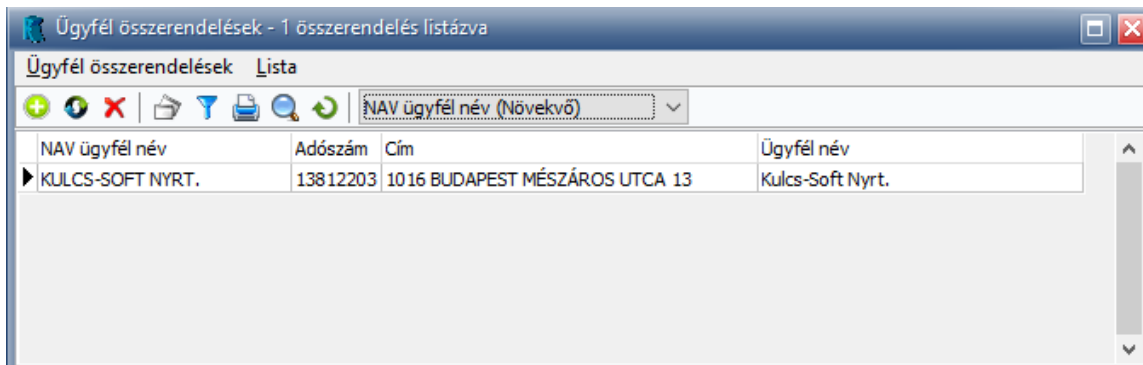 Ügyfél összerendelések - 1 összerendelés listázva
Ügyfél összerendelések Lista
NAV ügyfél név (Növekvő)
NAV ügyfél név Adószám Cím Ügyfél név
KULCS-SOFT NYRT. 13812203 1016 BUDAPEST MÉSZÁROS UTCA 13 Kulcs-Soft Nyrt.